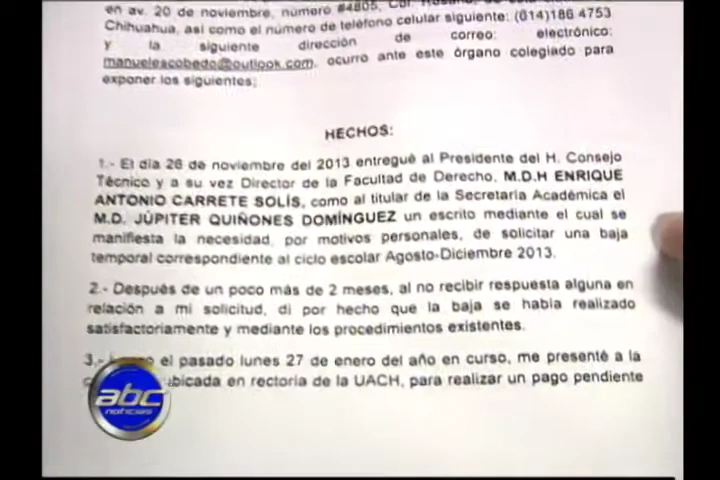 en av. 20 de noviembre, número #4805, Col.
Chihuahua, así como el número de teléfono celular siguiente: (614)186 4753
y la siguiente dirección de correo: electrónico:
manuelescobedo@outlook.com, ocurro ante este órgano colegiado para
exponer los siguientes;
HECHOS:
1.- El día 26 de noviembre del 2013 entregué al Presidente del H. Consejo
Técnico y a su vez Director de la Facultad de Derecho, M.D.H ENRIQUE
ANTONIO CARRETE SOLÍS, como al titular de la Secretaría Académica el
M.D. JÚPITER QUIÑONES DOMÍNGUEZ un escrito mediante el cual se
manifiesta la necesidad, por motivos personales, de solicitar una baja
temporal correspondiente al ciclo escolar Agosto-Diciembre 2013.
2.- Después de un poco más de 2 meses, al no recibir respuesta alguna en
relación a mi solicitud, di por hecho que la baja se había realizado
satisfactoriamente y mediante los procedimientos existentes.
3.- el pasado lunes 27 de enero del año en curso, me presenté a la
ubicada en rectoría de la UACH, para realizar un pago pendiente
abc
noticias